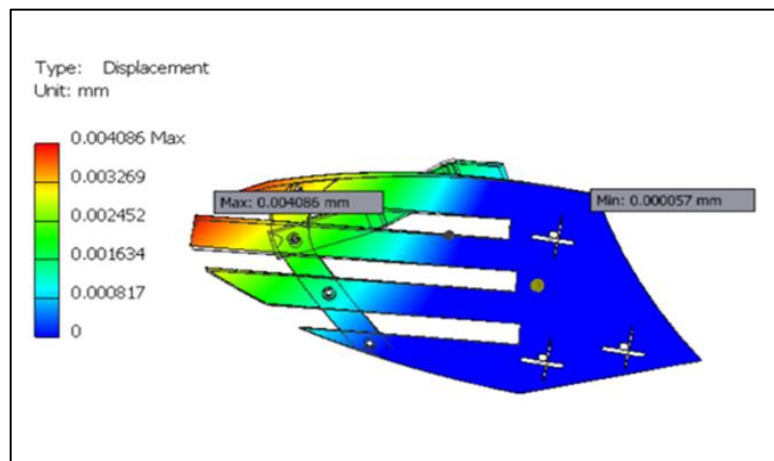 Type: Displacement
Unit: mm
0.004086 Max
0.003269
0.002452
0.001634
0.000817
0
Max: 0.004086 mm
Min: 0.000057 mm